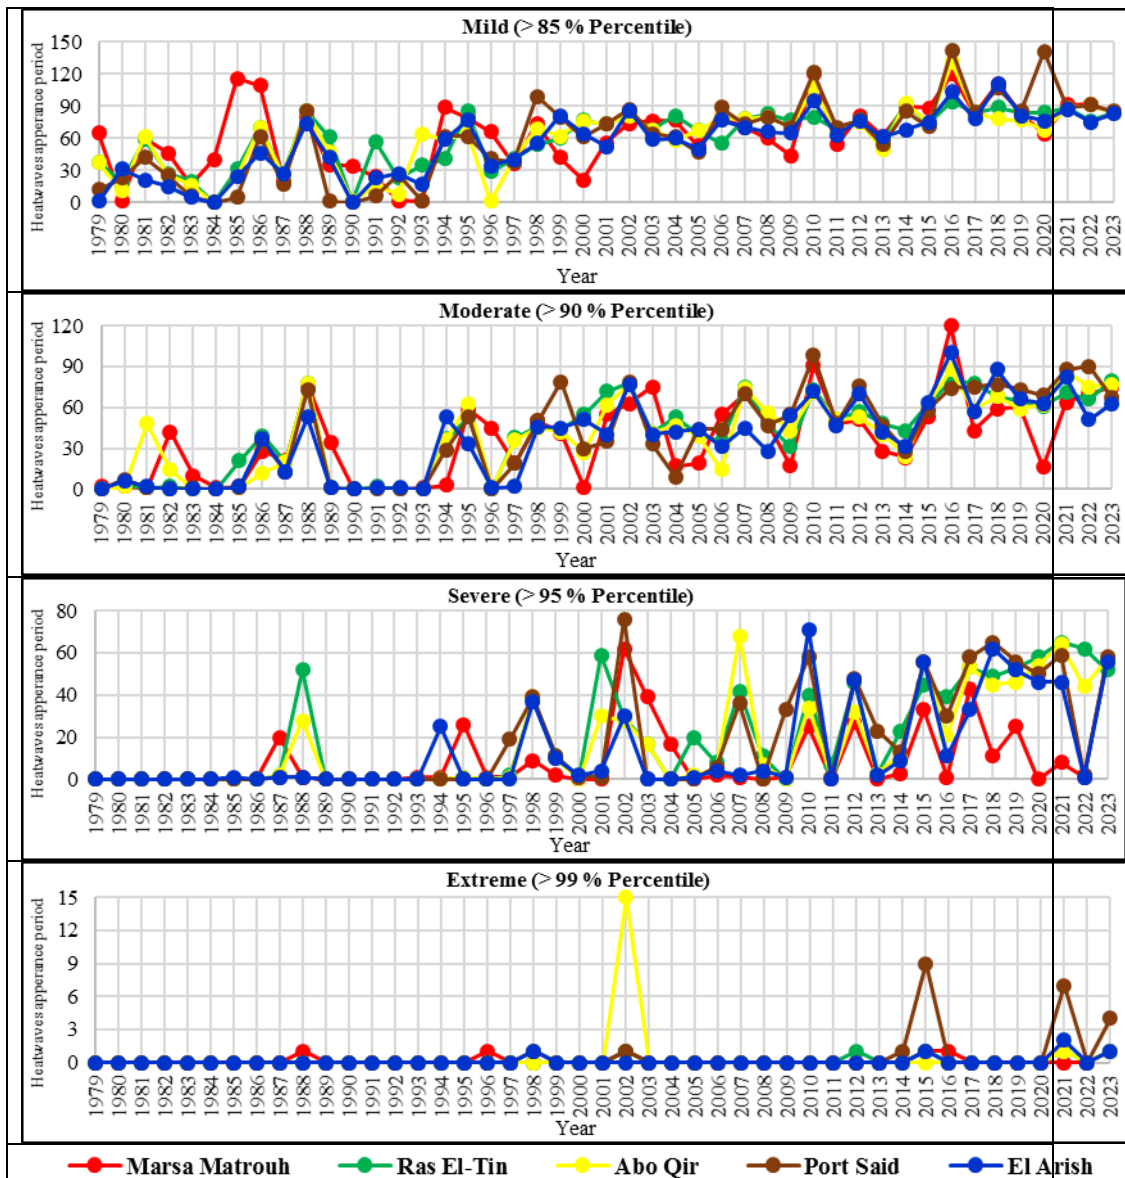 Mild (> 85 % Percentile)
Heatwaves apperance period
150
120
90
60
30
0
1979 1980 1981 1982 1983 1984 1985 1986 1987 1988 1989 1990 1991 1992 1993 1994 1995 1996 1997 1998 1999 2000 2001 2002 2003 2004 2005 2006 2007 2008 2009 2010 2011 2012 2013 2014 2015 2016 2017 2018 2019 2020 2021 2022 2023
Year
Moderate (> 90 % Percentile)
Heatwaves apperance period
120
90
60
30
0
1979 1980 1981 1982 1983 1984 1985 1986 1987 1988 1989 1990 1991 1992 1993 1994 1995 1996 1997 1998 1999 2000 2001 2002 2003 2004 2005 2006 2007 2008 2009 2010 2011 2012 2013 2014 2015 2016 2017 2018 2019 2020 2021 2022 2023
Year
Severe (> 95 % Percentile)
Heatwaves apperance period
80
60
40
20
0
1979 1980 1981 1982 1983 1984 1985 1986 1987 1988 1989 1990 1991 1992 1993 1994 1995 1996 1997 1998 1999 2000 2001 2002 2003 2004 2005 2006 2007 2008 2009 2010 2011 2012 2013 2014 2015 2016 2017 2018 2019 2020 2021 2022 2023
Year
Extreme (> 99 % Percentile)
Heatwaves apperance period
15
12
9
6
3
0
1979 1980 1981 1982 1983 1984 1985 1986 1987 1988 1989 1990 1991 1992 1993 1994 1995 1996 1997 1998 1999 2000 2001 2002 2003 2004 2005 2006 2007 2008 2009 2010 2011 2012 2013 2014 2015 2016 2017 2018 2019 2020 2021 2022 2023
Year
Marsa Matrouh Ras El-Tin Abo Qir Port Said El Arish